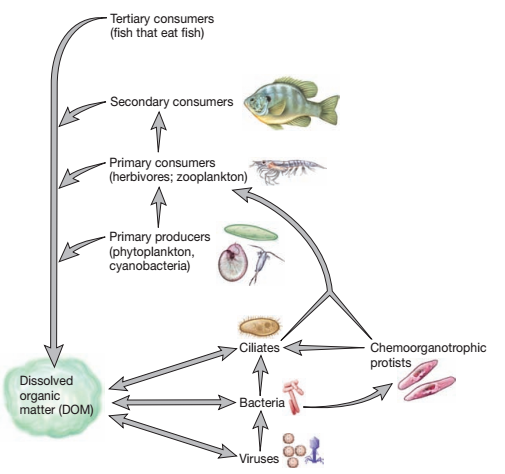 Tertiary consumers
(fish that eat fish)
Secondary consumers
Primary consumers
(herbivores; zooplankton)
Primary producers
(phytoplankton,
cyanobacteria)
Ciliates
Chemoorganotrophic
protists
Dissolved
organic
matter (DOM)
Bacteria
Viruses